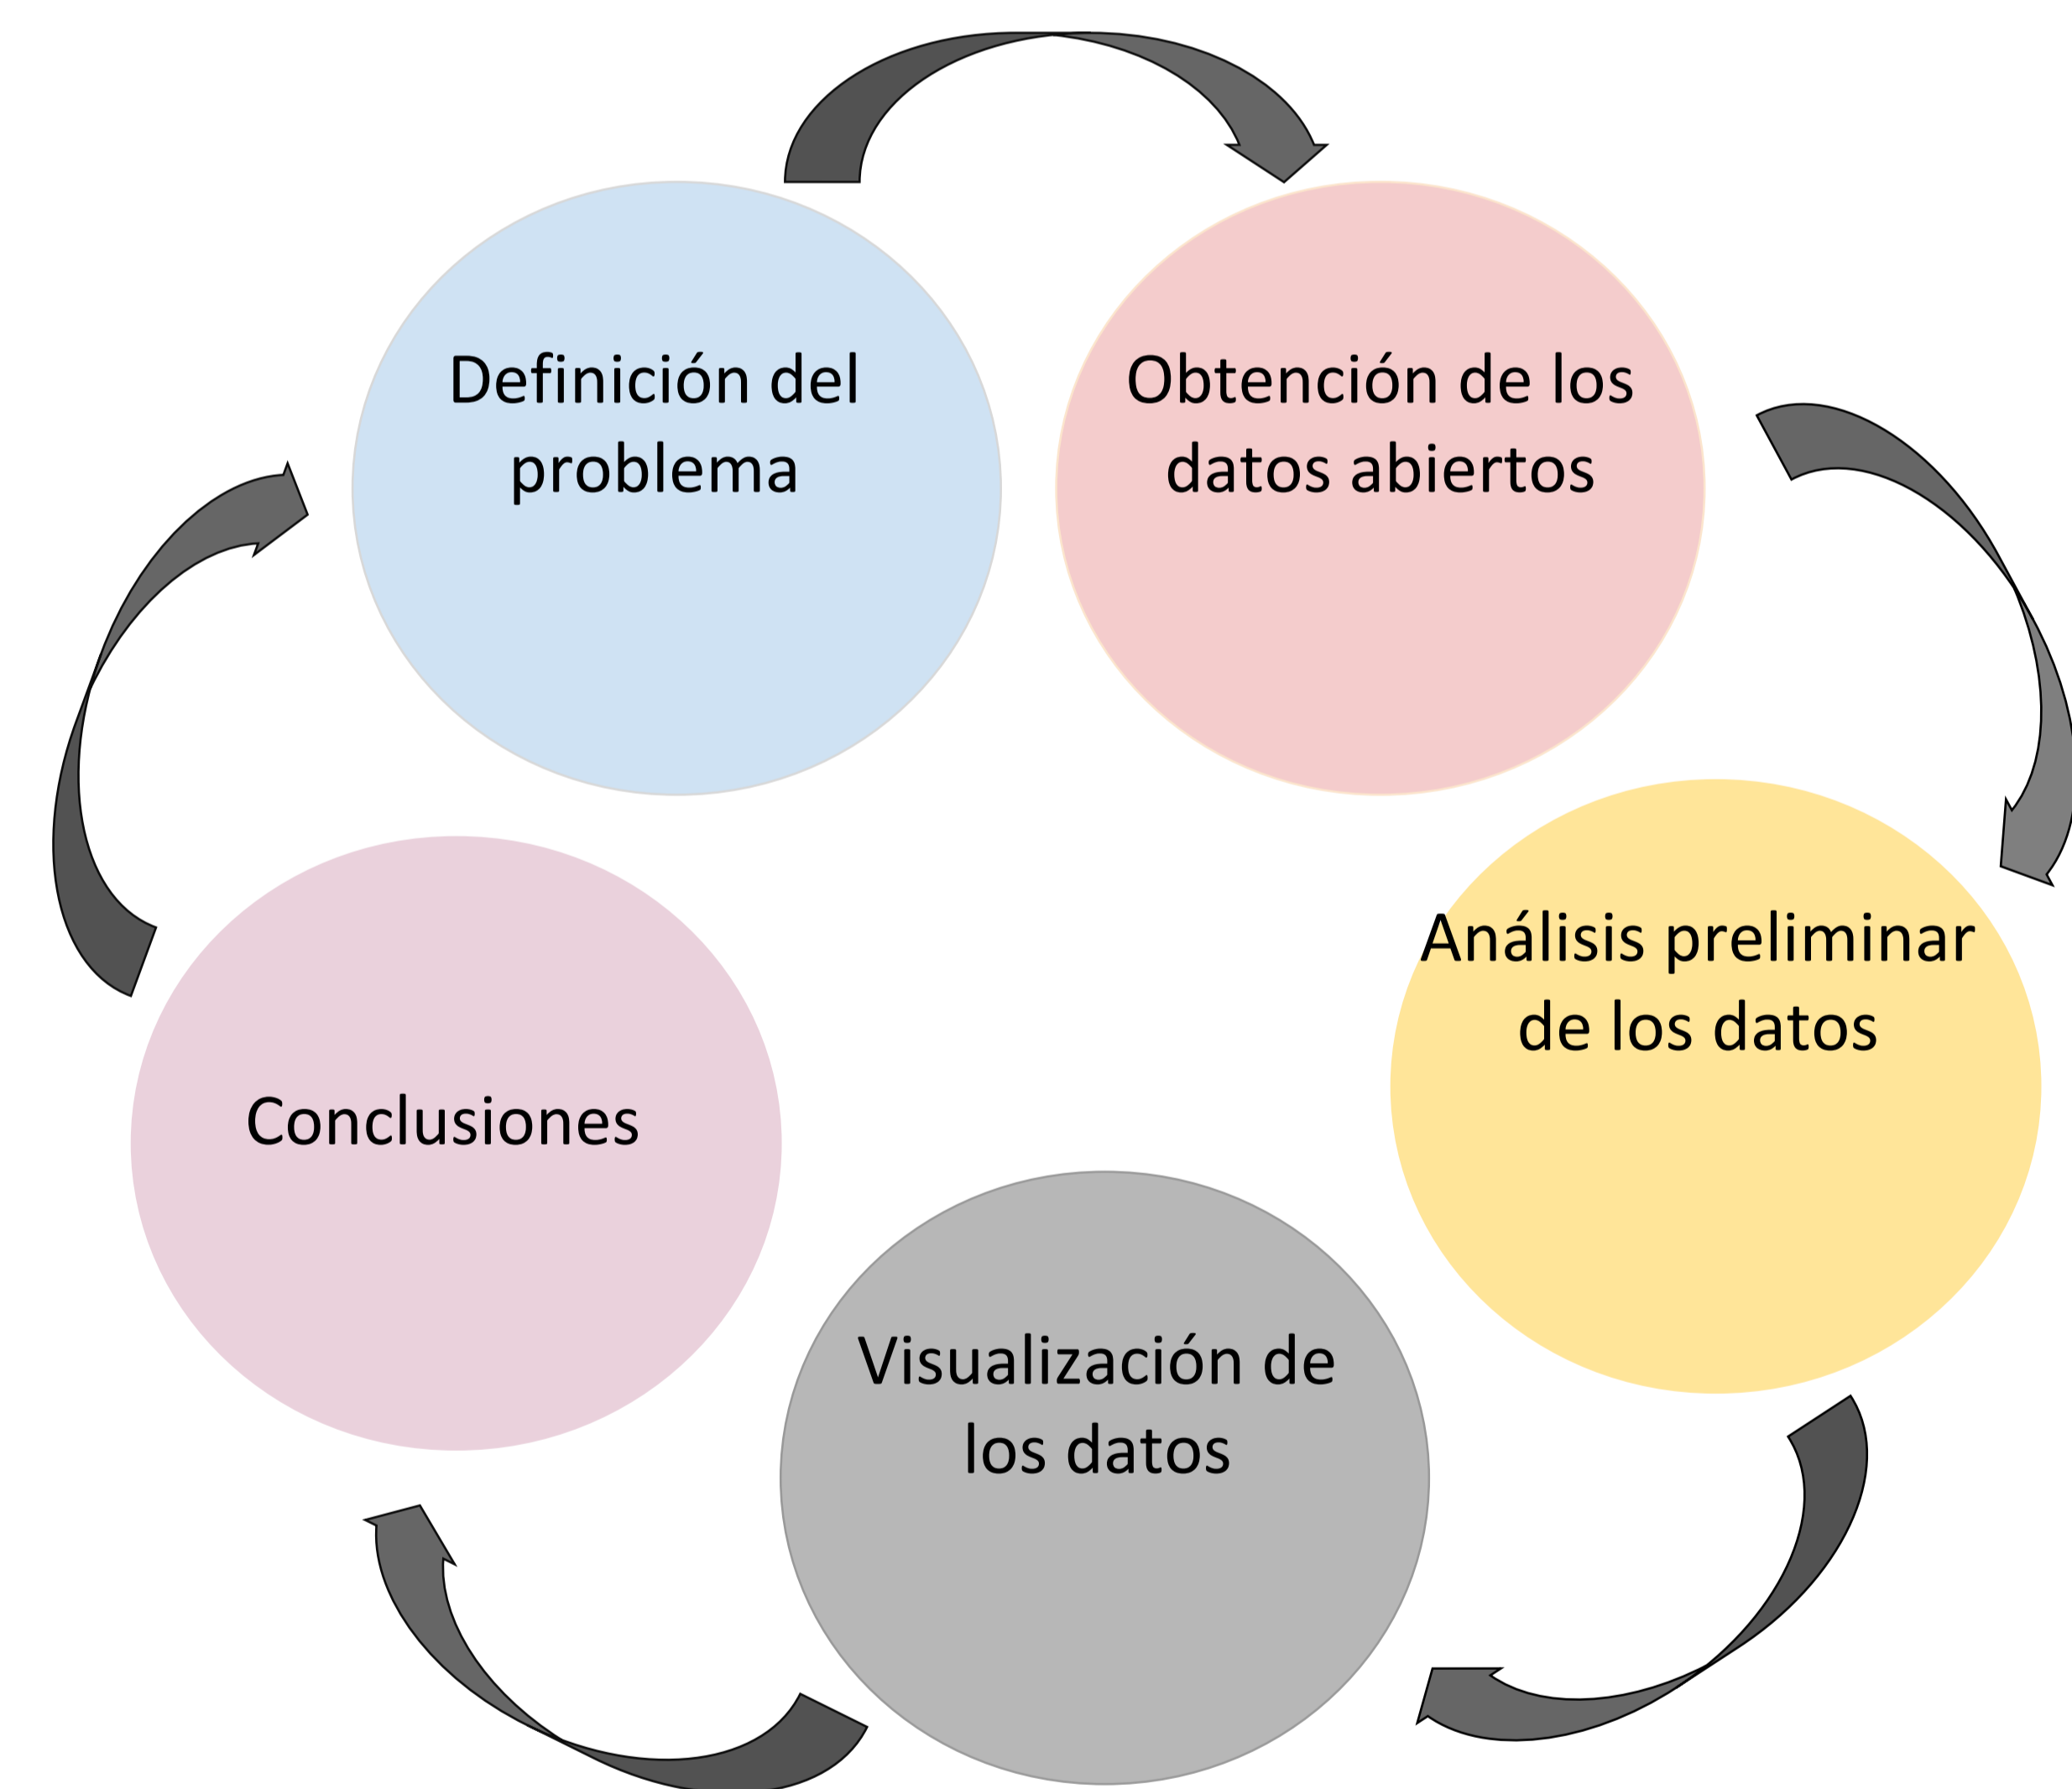 Definición del
problema
Obtención de los
datos abiertos
Análisis preliminar
de los datos
Visualización de
los datos
Conclusiones